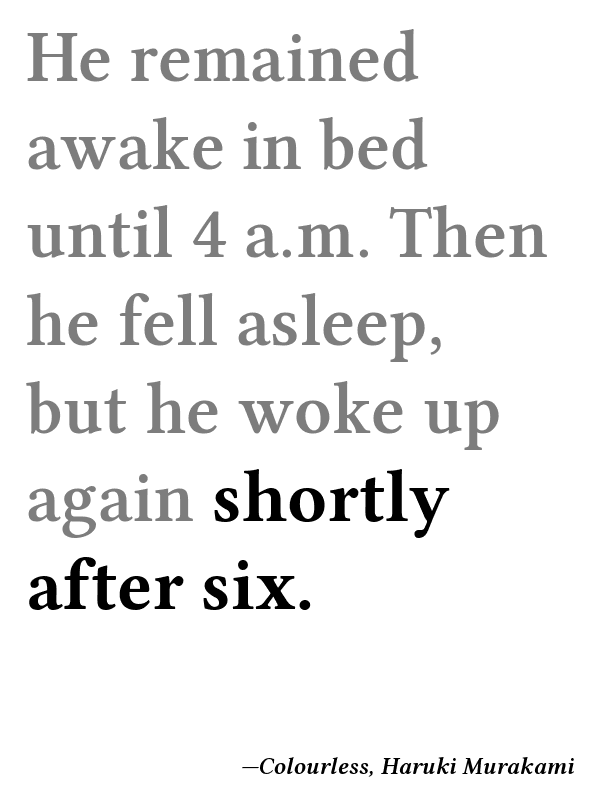 He remained
awake in bed
until 4 a.m. Then
he fell asleep,
but he woke up
again shortly
after six.
—Colourless, Haruki Murakami